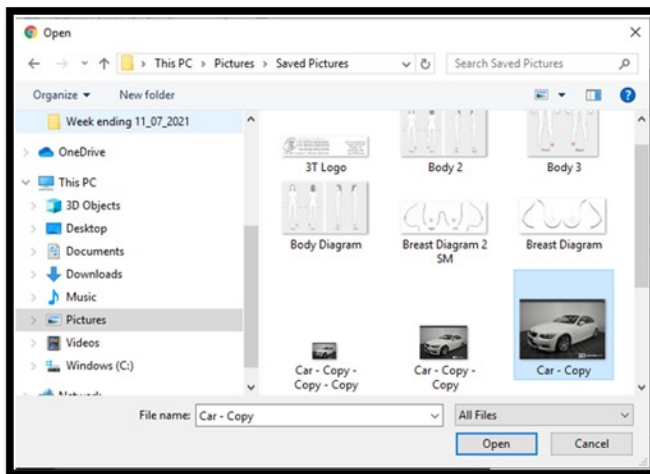 Open
This PC > Pictures > Saved Pictures
Search Saved Pictures
Organize
New folder
Week ending 11_07_2021
OneDrive
This PC
3D Objects
Desktop
Documents
Downloads
Music
Pictures
Videos
Windows (C:)
3T Logo
Body 2
Body 3
Body Diagram
Breast Diagram 2
SM
Breast Diagram
Car - Copy -
Copy - Copy
Car - Copy -
Copy
Car - Copy
File name: Car - Copy
All Files
Open
Cancel